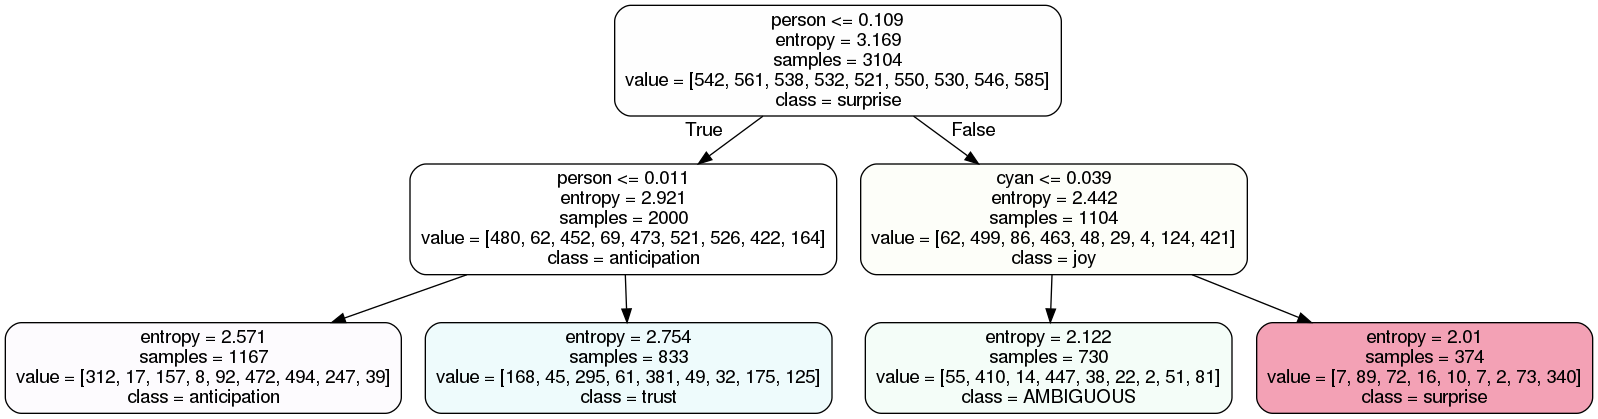 person <= 0.109
entropy = 3.169
samples = 3104
value = [542, 561, 538, 532, 521, 550, 530, 546, 585]
class = surprise
True
False
person <= 0.011
entropy = 2.921
samples = 2000
value = [480, 62, 452, 69, 473, 521, 526, 422, 164]
class = anticipation
cyan <= 0.039
entropy = 2.442
samples = 1104
value = [62, 499, 86, 463, 48, 29, 4, 124, 421]
class = joy
entropy = 2.571
samples = 1167
value = [312, 17, 157, 8, 92, 472, 494, 247, 39]
class = anticipation
entropy = 2.754
samples = 833
value = [168, 45, 295, 61, 381, 49, 32, 175, 125]
class = trust
entropy = 2.122
samples = 730
value = [55, 410, 14, 447, 38, 22, 2, 51, 81]
class = AMBIGUOUS
entropy = 2.01
samples = 374
value = [7, 89, 72, 16, 10, 7, 2, 73, 340]
class = surprise